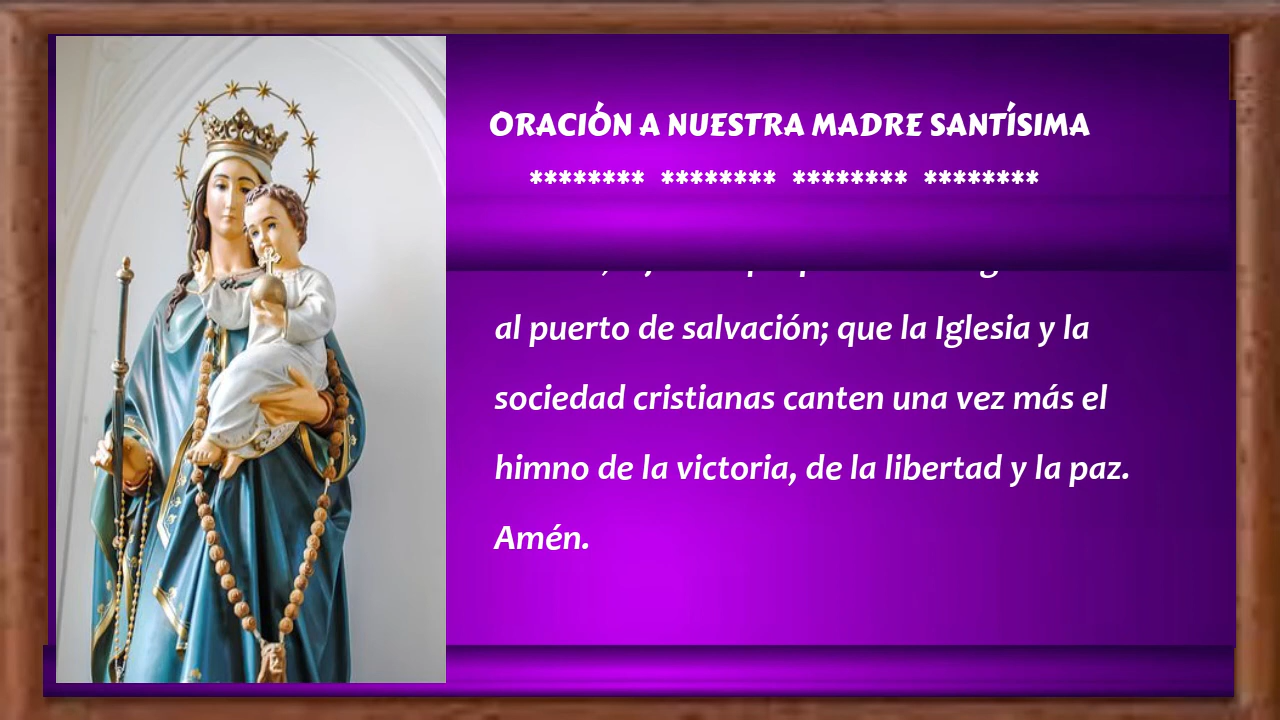 ORACIÓN A NUESTRA MADRE SANTÍSIMA
******** ******** ******** ********
al puerto de salvación; que la Iglesia y la
sociedad cristianas canten una vez más el
himno de la victoria, de la libertad y la paz.
Amén.